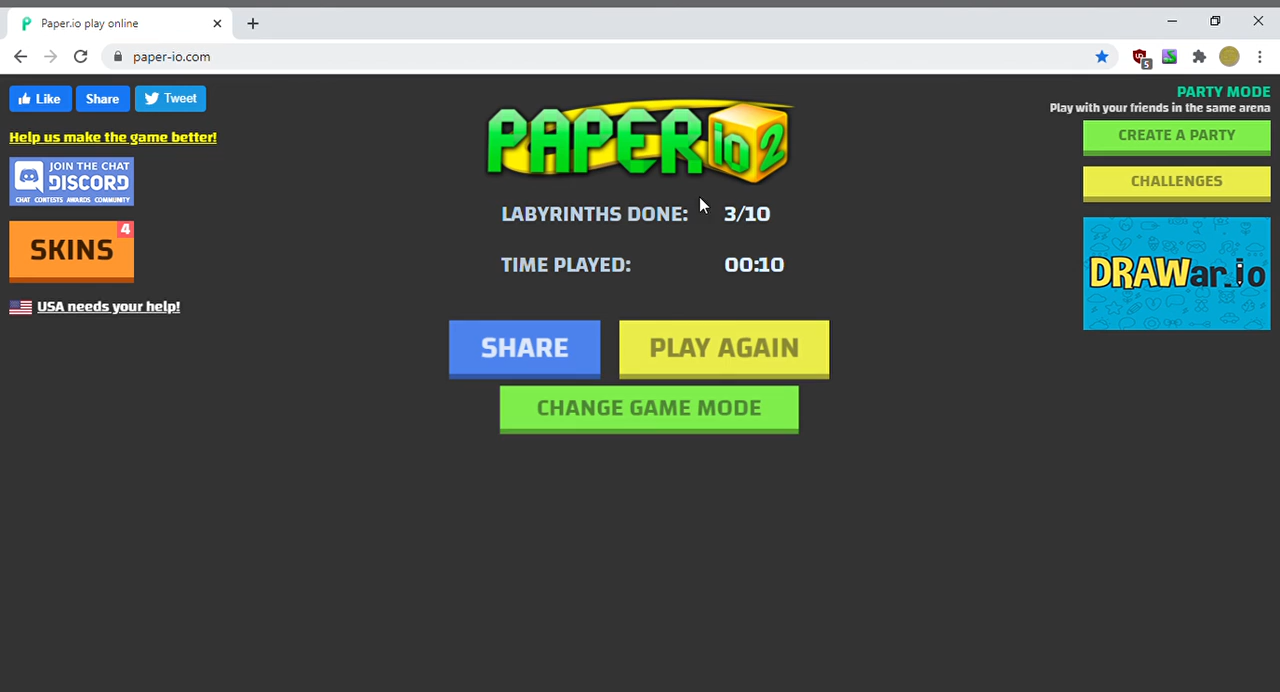 Paper.io play online
paper-io.com
5
Like
Share
Tweet
Help us make the game better!
JOIN THE CHAT
DISCORD
CHAT CONTESTS AWARDS COMMUNITY
SKINS
4
USA needs your help!
PAPER io 2
LABYRINTHS DONE: 3/10
TIME PLAYED: 00:10
SHARE
PLAY AGAIN
CHANGE GAME MODE
PARTY MODE
Play with your friends in the same arena
CREATE A PARTY
CHALLENGES
DRAWar.io